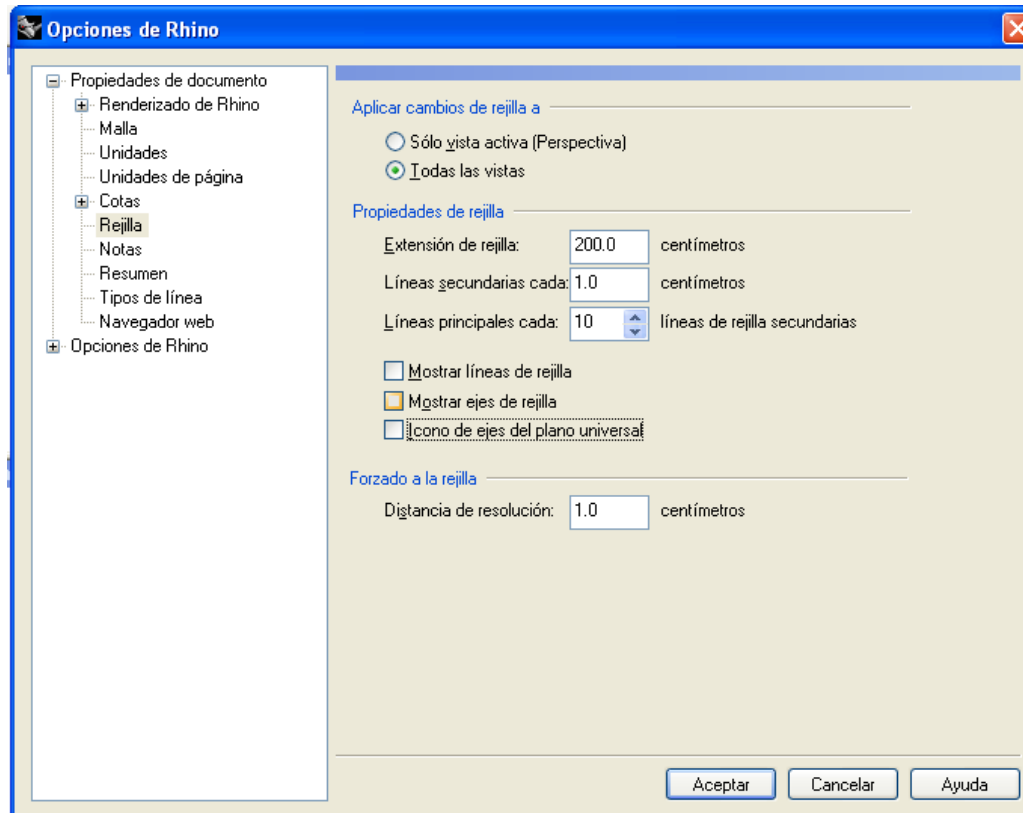 Opciones de Rhino
Propiedades de documento
Renderizado de Rhino
Malla
Unidades
Unidades de página
Cotas
Rejilla
Notas
Resumen
Tipos de línea
Navegador web
Opciones de Rhino
Aplicar cambios de rejilla a
Sólo vista activa (Perspectiva)
Todas las vistas
Propiedades de rejilla
Extensión de rejilla: 200.0 centímetros
Líneas secundarias cada: 1.0 centímetros
Líneas principales cada: 10 líneas de rejilla secundarias
Mostrar líneas de rejilla
Mostrar ejes de rejilla
Icono de ejes del plano universal
Forzado a la rejilla
Distancia de resolución: 1.0 centímetros
Aceptar Cancelar Ayuda